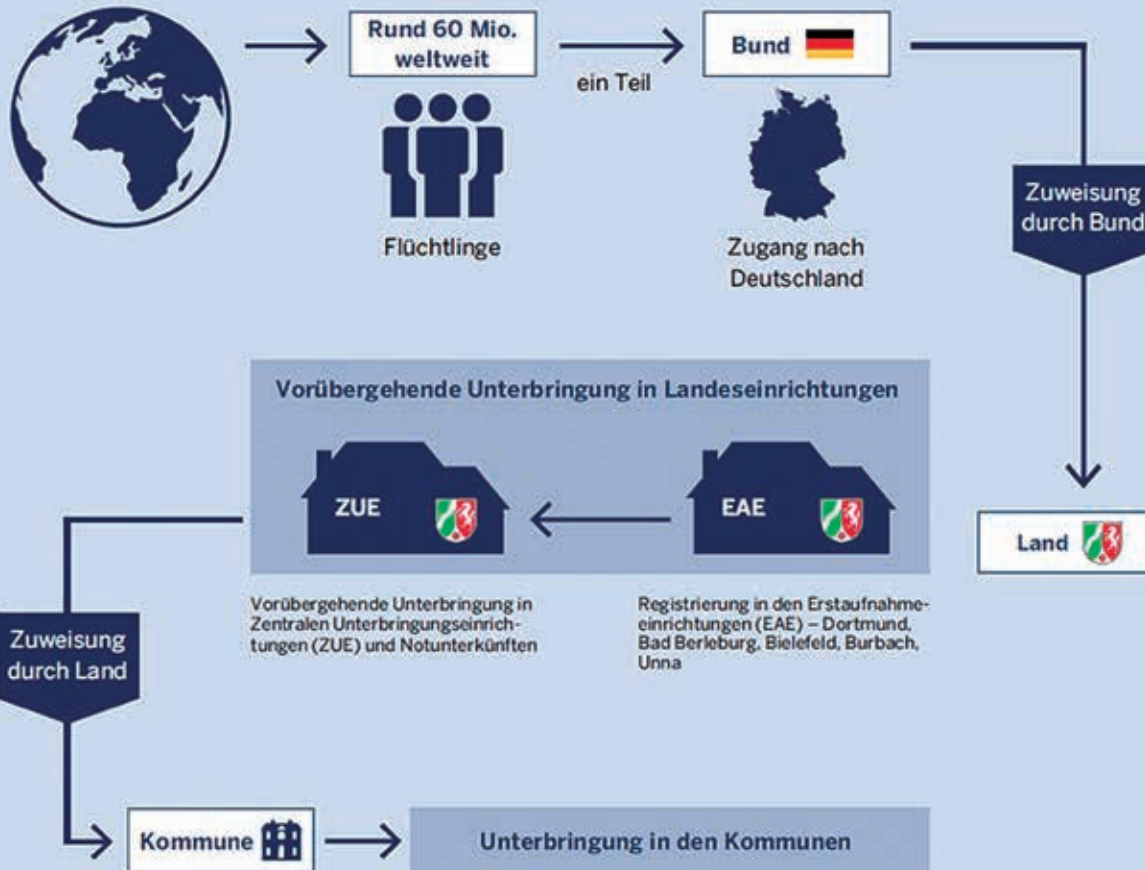 Rund 60 Mio.
weltweit
ein Teil
Bund
Flüchtlinge
Zugang nach
Deutschland
Zuweisung
durch Bund
Land
Vorübergehende Unterbringung in Landeseinrichtungen
ZUE
EAE
Vorübergehende Unterbringung in
Zentralen Unterbringungseinrich-
tungen (ZUE) und Notunterkünften
Registrierung in den Erstaufnahme-
einrichtungen (EAE) – Dortmund,
Bad Berleburg, Bielefeld, Burbach,
Unna
Zuweisung
durch Land
Kommune
Unterbringung in den Kommunen